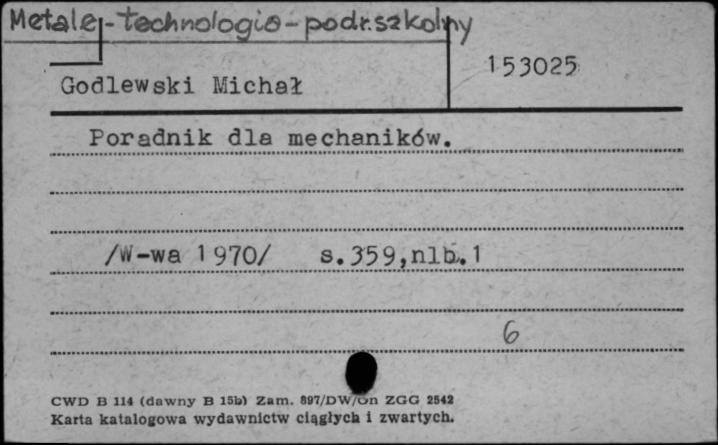 Metale-technologia-podr.szkolny
153025
Godlewski Michał
Poradnik dla mechaników.
/W-wa 1970/ s.359,nlb.1
6
CWD B 114 (dawny B 15b) Zam. 897/DW/Un ZGG 2542
Karta katalogowa wydawnictw ciągłych i zwartych.